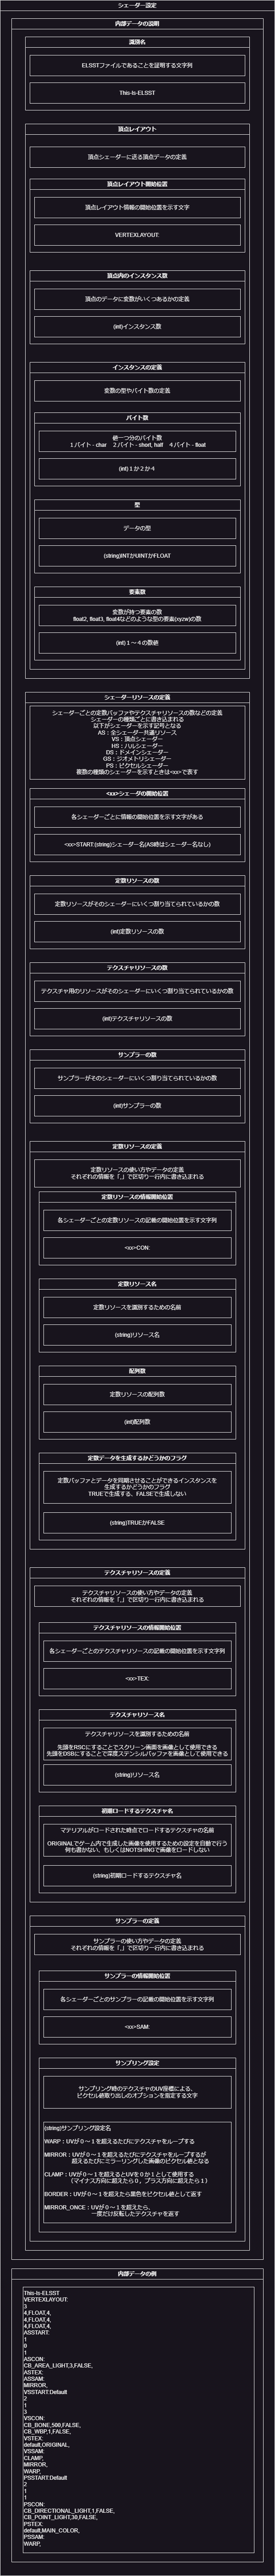 シェーダー設定
内部データの説明
識別名
ELSSTファイルであることを証明する文字列
This-Is-ELSST
頂点レイアウト
頂点シェーダーに送る頂点データの定義
頂点レイアウト開始位置
頂点レイアウト情報の開始位置を示す文字
VERTEXLAYOUT:
頂点内のインスタンス数
頂点のデータに変数がいくつあるかの定義
(int)インスタンス数
インスタンスの定義
変数の型やバイト数の定義
バイト数
値一つ分のバイト数
１バイト - char　２バイト - short, half　４バイト - float
(int)１か２か４
型
データの型
(string)INTかUINTかFLOAT
要素数
変数が持つ要素の数
float2, float3, float4などのような型の要素(xyzw)の数
(int)１～４の数値
シェーダーリソースの定義
シェーダーごとの定数バッファやテクスチャリソースの数などの定義
シェーダーの種類ごとに書き込まれる
以下がシェーダーを示す記号となる
AS：全シェーダー共通リソース
VS：頂点シェーダー
HS：ハルシェーダー
DS：ドメインシェーダー
GS：ジオメトリシェーダー
PS：ピクセルシェーダー
複数の種類のシェーダーを示すときは<xx>で表す
<xx>シェーダの開始位置
各シェーダーごとに情報の開始位置を示す文字がある
<xx>START:(string)シェーダー名(AS時はシェーダー名なし)
定数リソースの数
定数リソースがそのシェーダーにいくつ割り当てられているかの数
(int)定数リソースの数
テクスチャリソースの数
テクスチャ用のリソースがそのシェーダーにいくつ割り当てられているかの数
(int)テクスチャリソースの数
サンプラーの数
サンプラーがそのシェーダーにいくつ割り当てられているかの数
(int)サンプラーの数
定数リソースの定義
定数リソースの使い方やデータの定義
それぞれの情報を「,」で区切り一行内に書き込まれる
定数リソースの情報開始位置
各シェーダーごとの定数リソースの記載の開始位置を示す文字列
<xx>CON:
定数リソース名
定数リソースを識別するための名前
(string)リソース名
配列数
定数リソースの配列数
(int)配列数
定数データを生成するかどうかのフラグ
定数バッファとデータを同期させることができるインスタンスを
生成するかどうかのフラグ
TRUEで生成する、FALSEで生成しない
(string)TRUEかFALSE
テクスチャリソースの定義
テクスチャリソースの使い方やデータの定義
それぞれの情報を「,」で区切り一行内に書き込まれる
テクスチャリソースの情報開始位置
各シェーダーごとのテクスチャリソースの記載の開始位置を示す文字列
<xx>TEX:
テクスチャリソース名
テクスチャリソースを識別するための名前
先頭をRSCにすることでスクリーン画面を画像として使用できる
先頭をDSBにすることで深度ステンシルバッファを画像として使用できる
(string)リソース名
初期ロードするテクスチャ名
マテリアルがロードされた時点でロードするテクスチャの名前
ORIGINALでゲーム内で生成した画像を使用するための設定を自動で行う
何も書かない、もしくはNOTSHINGで画像をロードしない
(string)初期ロードするテクスチャ名
サンプラーの定義
サンプラーの使い方やデータの定義
それぞれの情報を「,」で区切り一行内に書き込まれる
サンプラーの情報開始位置
各シェーダーごとのサンプラーの記載の開始位置を示す文字列
<xx>SAM:
サンプリング設定
サンプリング時のテクスチャのUV座標による、
ピクセル値取り出しのオプションを指定する文字
(string)サンプリング設定名
WARP：UVが０～１を超えるたびにテクスチャをループする
MIRROR：UVが０～１を超えるたびにテクスチャをループするが
超えるたびにミラーリングした画像のピクセル値となる
CLAMP：UVが０～１を超えるとUVを０か１として使用する
（マイナス方向に超えたら０, プラス方向に超えたら１）
BORDER：UVが０～１を超えたら黒色をピクセル値として返す
MIRROR_ONCE：UVが０～１を超えたら、
一度だけ反転したテクスチャを返す
内部データの例
This-Is-ELSST
VERTEXLAYOUT:
3
4,FLOAT,4,
4,FLOAT,4,
4,FLOAT,4,
ASSTART:
1
0
1
ASCON:
CB_AREA_LIGHT,3,FALSE,
ASTEX:
ASSAM:
MIRROR,
VSSTART:Default
2
1
3
VSCON:
CB_BONE,500,FALSE,
CB_WBP,1,FALSE,
VSTEX:
default,ORIGINAL,
VSSAM:
CLAMP,
MIRROR,
WARP,
PSSTART:Default
2
1
1
PSCON:
CB_DIRECTIONAL_LIGHT,1,FALSE,
CB_POINT_LIGHT,30,FALSE,
PSTEX:
default,MAIN_COLOR,
PSSAM:
WARP,